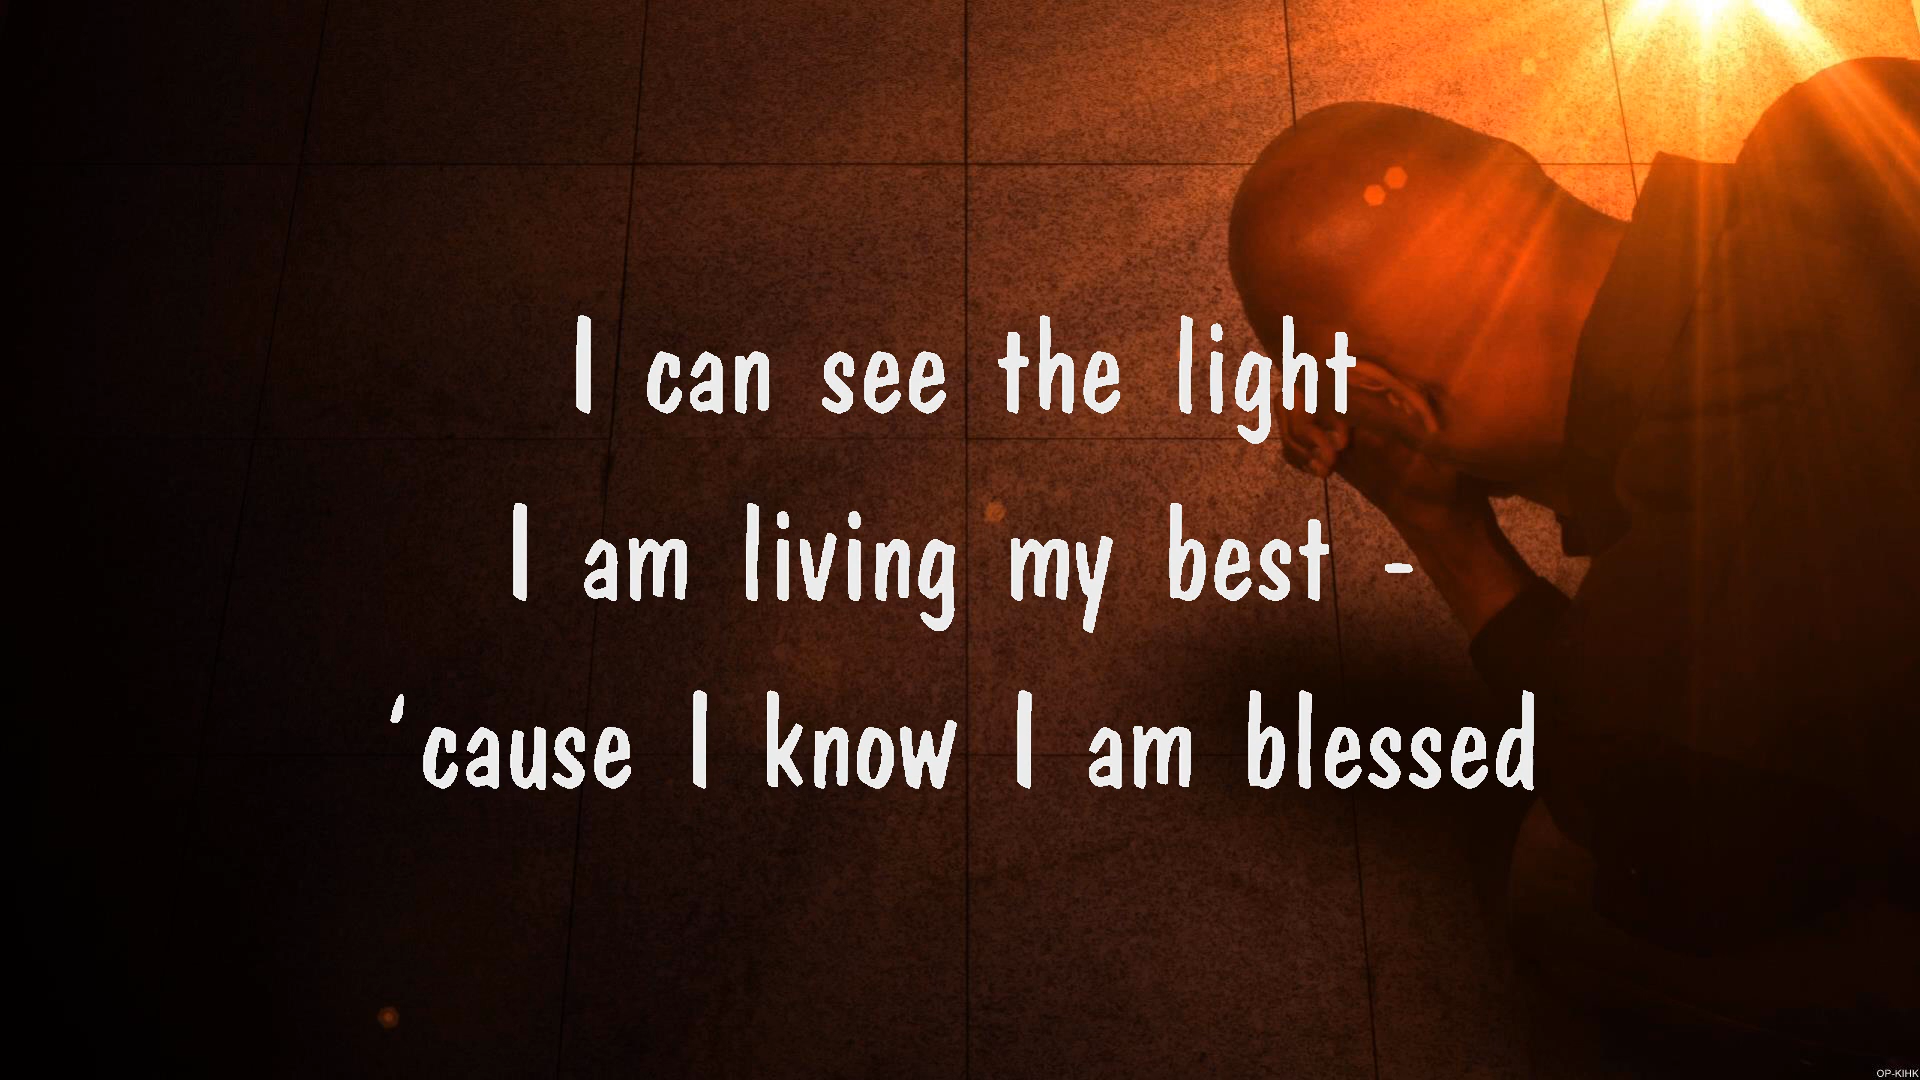 I can see the light
I am living my best -
‘cause I know I am blessed
OP-KIHK